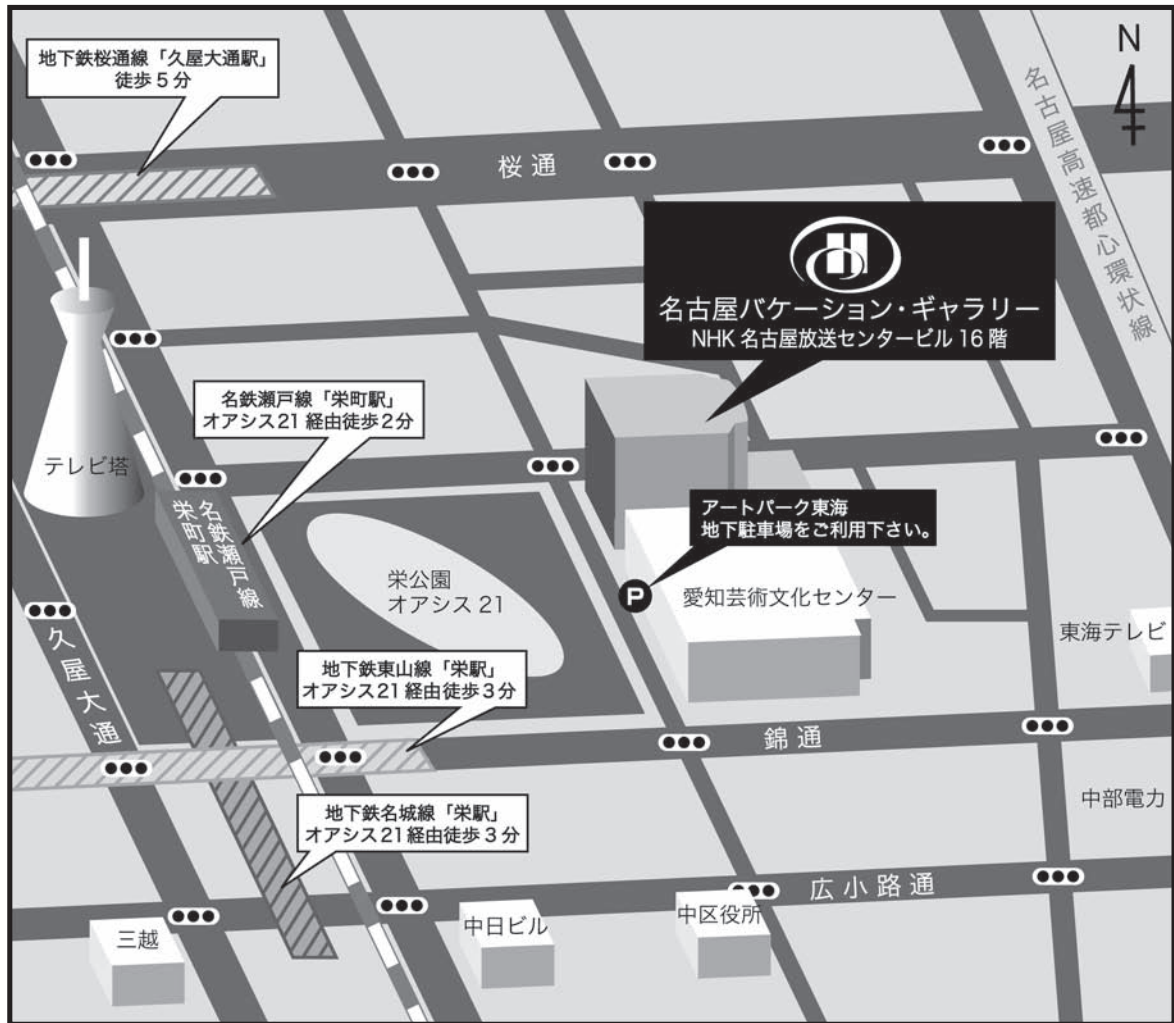 地下鉄桜通線「久屋大通駅」
徒歩5分
N
名古屋高速都心環状線
桜通
H
名古屋バケーション・ギャラリー
NHK 名古屋放送センタービル 16 階
名鉄瀬戸線「栄町駅」
オアシス21 経由徒歩2分
テレビ塔
名鉄瀬戸線
栄町駅
アートパーク東海
地下駐車場をご利用下さい。
栄公園
オアシス 21
P
愛知芸術文化センター
東海テレビ
久屋大通
地下鉄東山線「栄駅」
オアシス21 経由徒歩3分
錦通
中部電力
地下鉄名城線「栄駅」
オアシス21 経由徒歩 3 分
広小路通
三越
中日ビル
中区役所